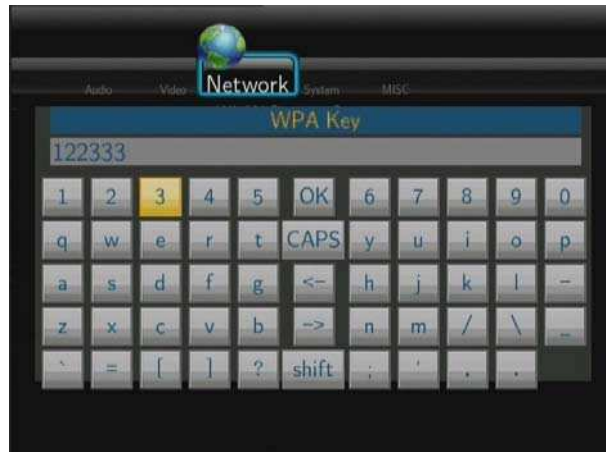 Network
Audio Video System MISC
WPA Key
122333
1 2 3 4 5 OK 6 7 8 9 0
q w e r t CAPS y u i o p
a s d f g <- h j k l -
z x c v b -> n m / \ _
` = [ ] ? shift ; ' , .